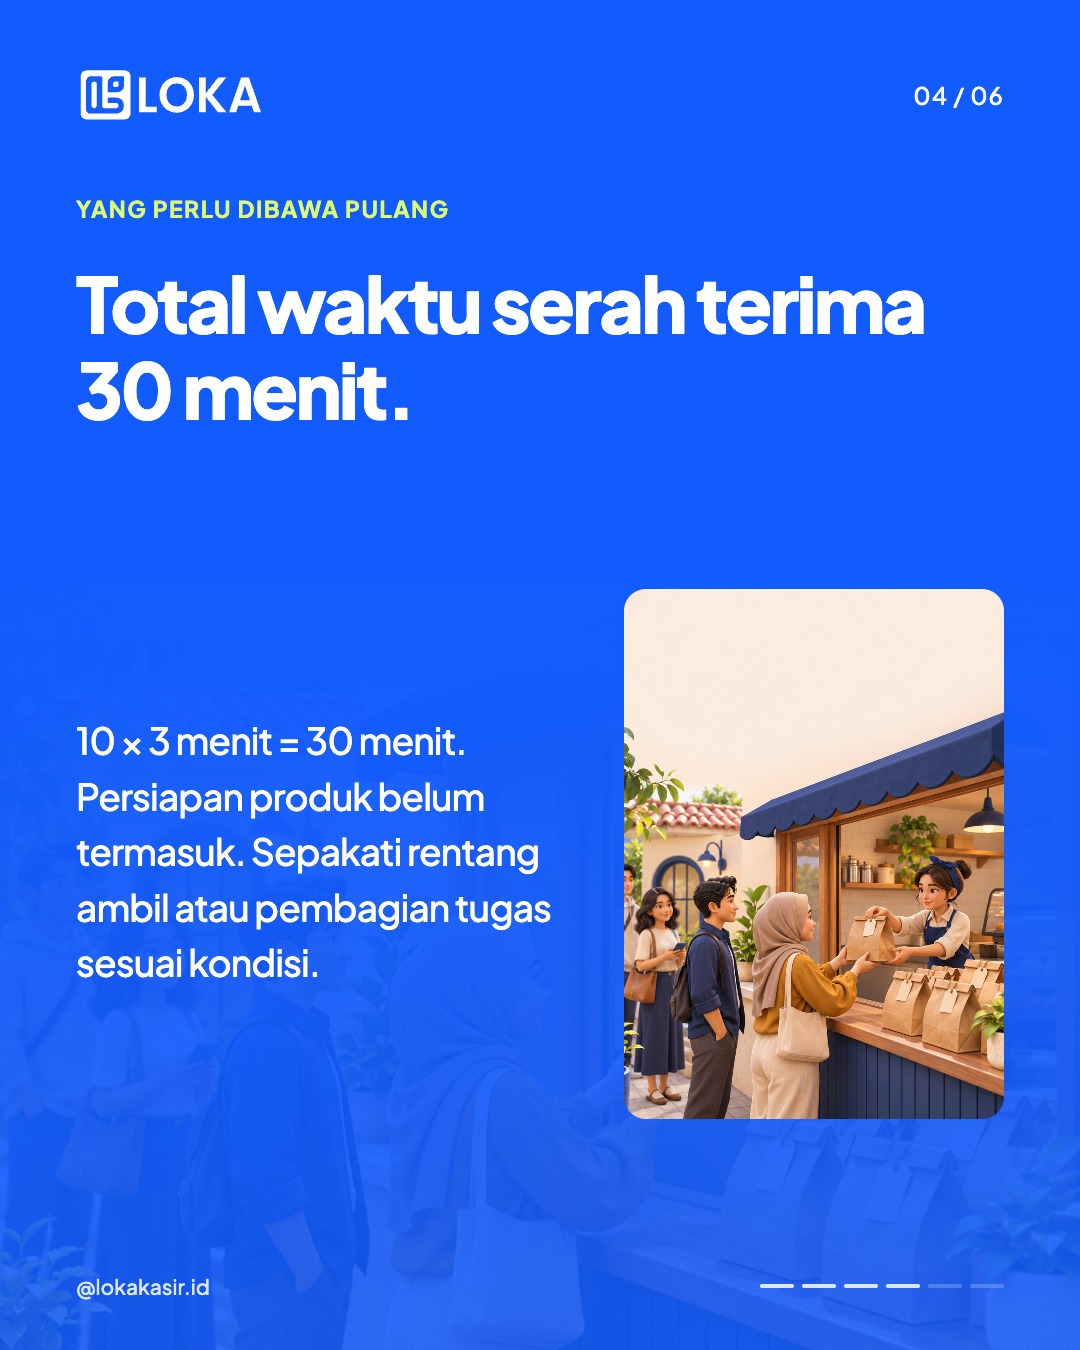 LOKA
04 / 06
YANG PERLU DIBAWA PULANG
Total waktu serah terima
30 menit.
10 × 3 menit = 30 menit.
Persiapan produk belum
termasuk. Sepakati rentang
ambil atau pembagian tugas
sesuai kondisi.
@lokakasir.id